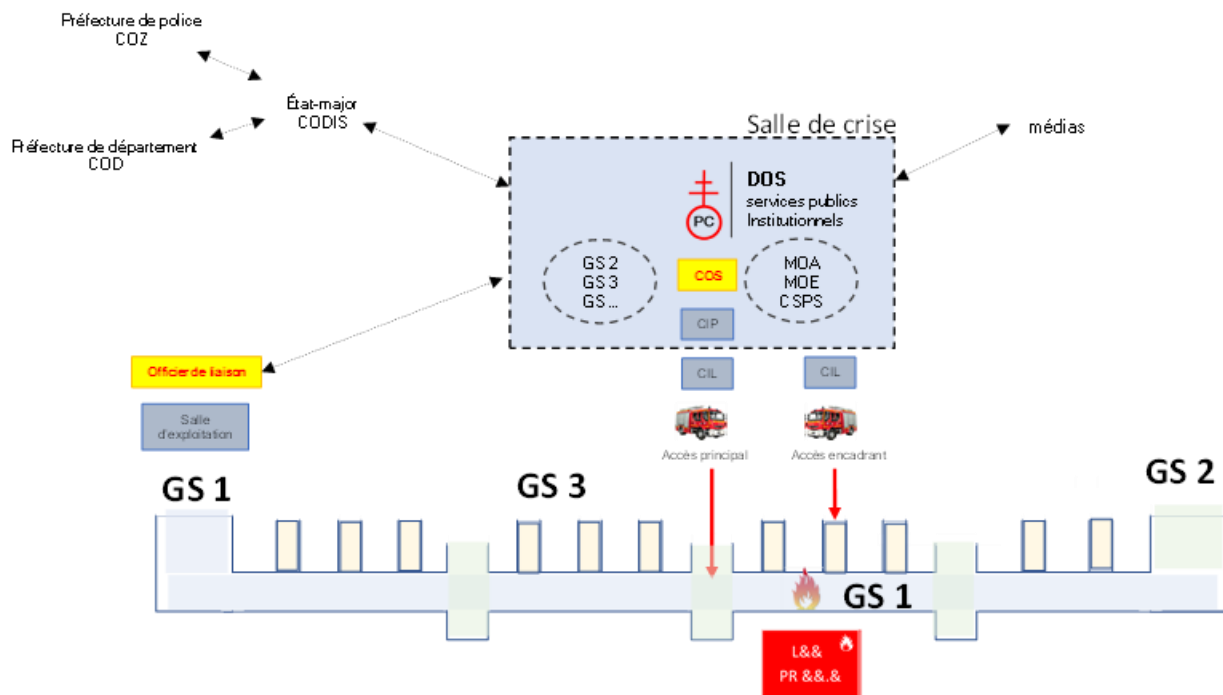 Préfecture de police
COZ
État-major
CODIS
Préfecture de département
COD
Salle de crise
médias
DOS
services publics
Institutionnels
PC
GS 2
GS 3
GS ...
COS
MOA
MOE
CSPS
CIP
CIL
CIL
Officier de liaison
Salle
d'exploitation
Accès principal
Accès encadrant
GS 1
GS 3
GS 2
GS 1
L&&
PR &&.&